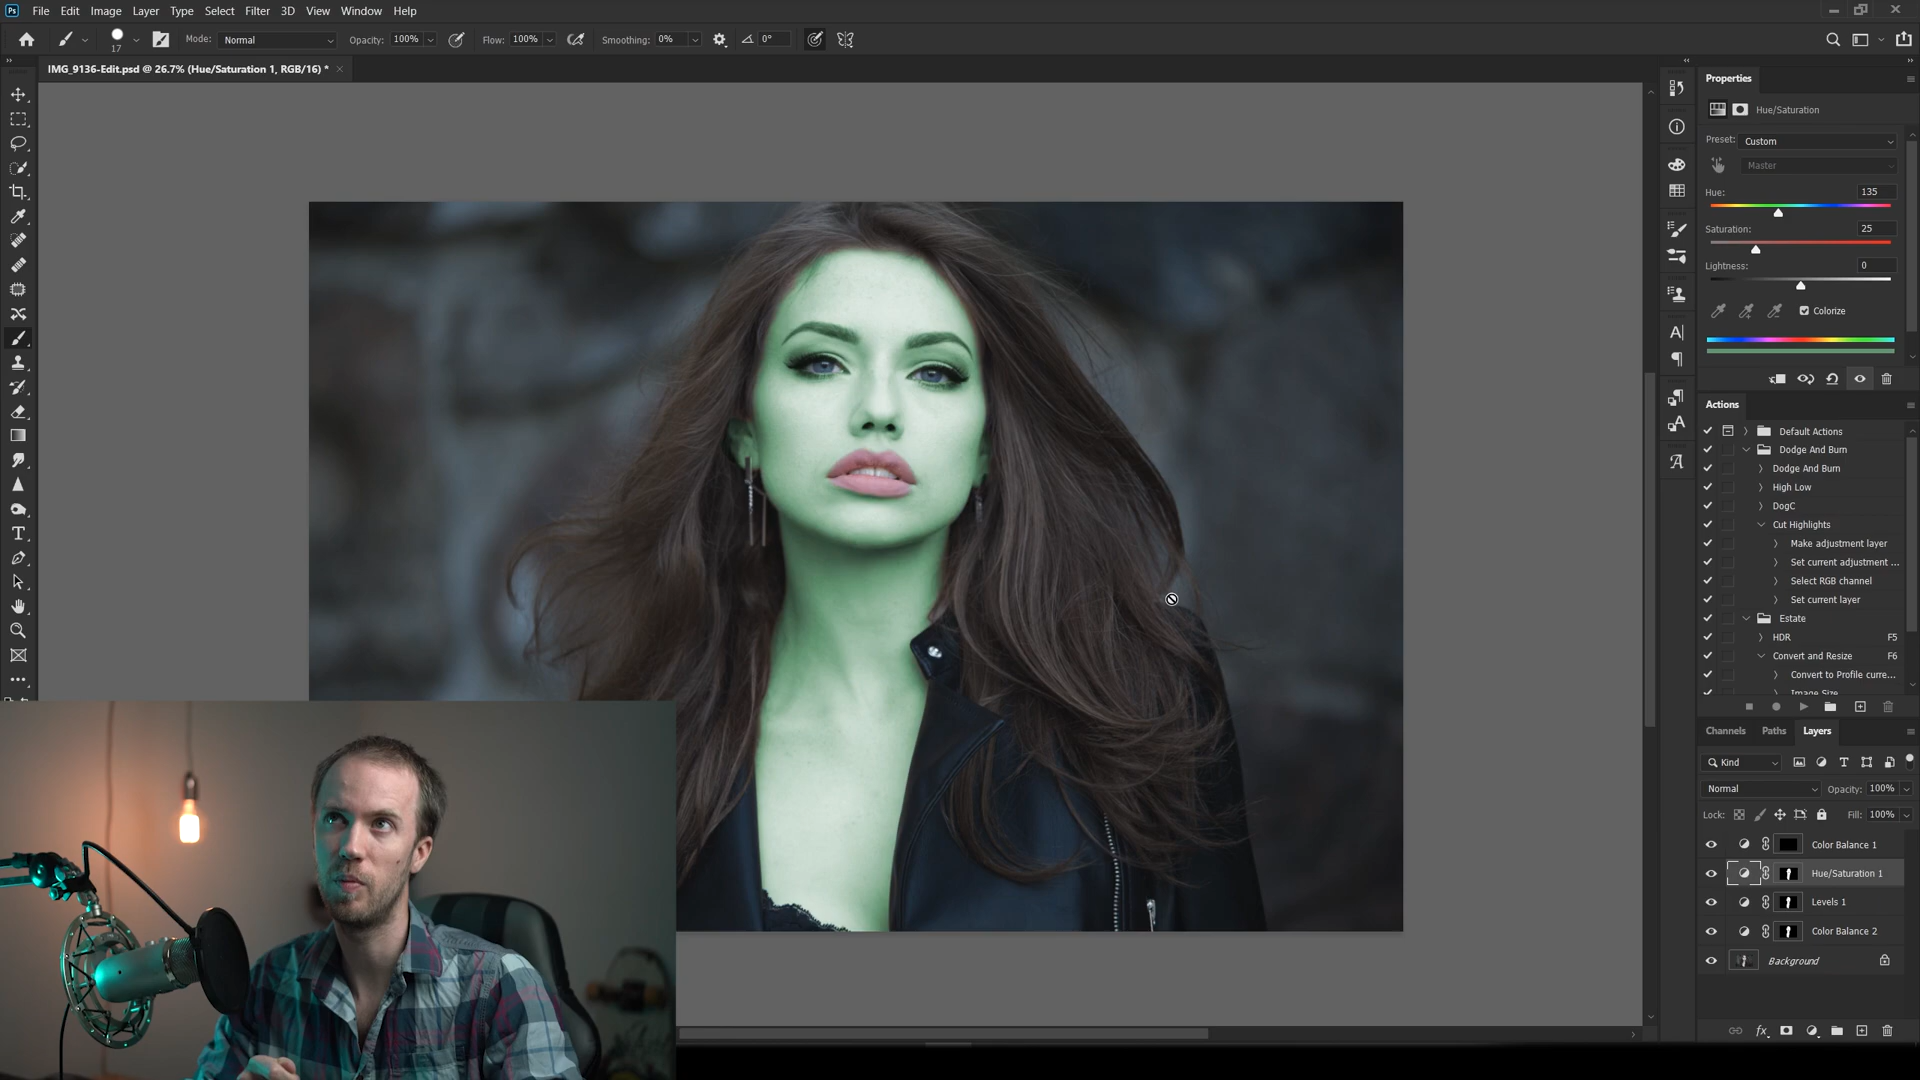 Ps File Edit Image Layer Type Select Filter 3D View Window Help
17 Mode: Normal Opacity: 100% Flow: 100% Smoothing: 0% 0°
IMG_9136-Edit.psd @ 26.7% (Hue/Saturation 1, RGB/16) *
Properties
Hue/Saturation
Preset: Custom
Master
Hue: 135
Saturation: 25
Lightness: 0
Colorize
Actions
Default Actions
Dodge And Burn
Dodge And Burn
High Low
DogC
Cut Highlights
Make adjustment layer
Set current adjustment ...
Select RGB channel
Set current layer
Estate
HDR F5
Convert and Resize F6
Convert to Profile curre...
Image Size
Channels Paths Layers
Kind
Normal Opacity: 100%
Lock: Fill: 100%
Color Balance 1
Hue/Saturation 1
Levels 1
Color Balance 2
Background
fx